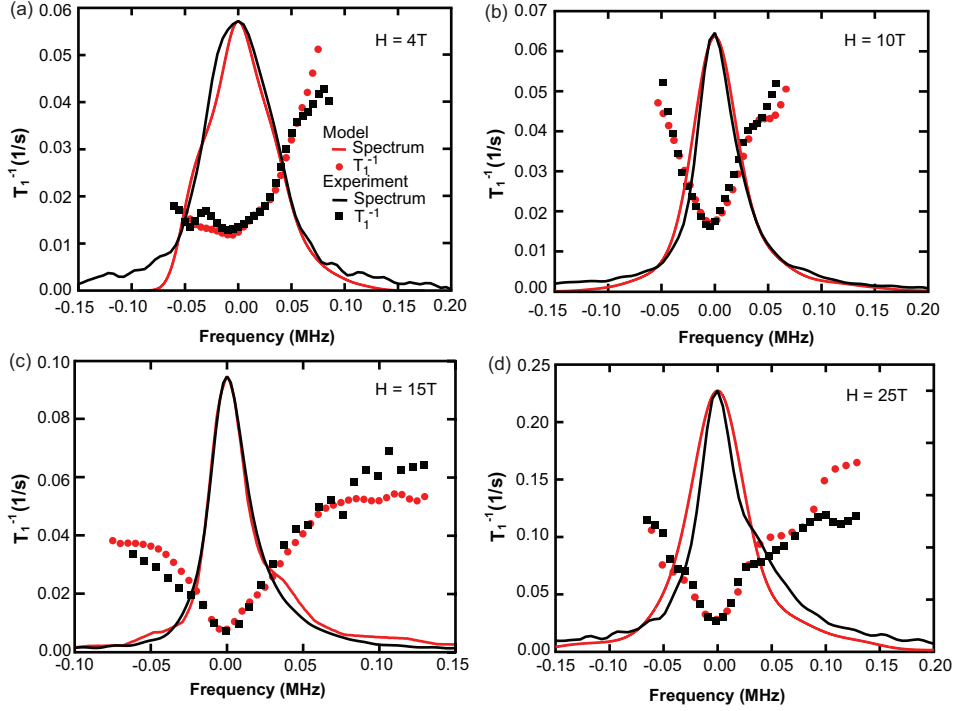 (a)
H = 4T
0.06
0.05
0.04
0.03
0.02
0.01
0.00
T₁⁻¹(1/s)
Model
Spectrum
T₁⁻¹
Experiment
Spectrum
T₁⁻¹
-0.15 -0.10 -0.05 0.00 0.05 0.10 0.15 0.20
Frequency (MHz)
(b)
H = 10T
0.07
0.06
0.05
0.04
0.03
0.02
0.01
0.00
T₁⁻¹(1/s)
-0.15 -0.10 -0.05 0.00 0.05 0.10 0.15 0.20
Frequency (MHz)
(c)
H = 15T
0.10
0.08
0.06
0.04
0.02
0.00
T₁⁻¹(1/s)
-0.10 -0.05 0.00 0.05 0.10 0.15
Frequency (MHz)
(d)
H = 25T
0.25
0.20
0.15
0.10
0.05
0.00
T₁⁻¹(1/s)
-0.15 -0.10 -0.05 0.00 0.05 0.10 0.15 0.20
Frequency (MHz)